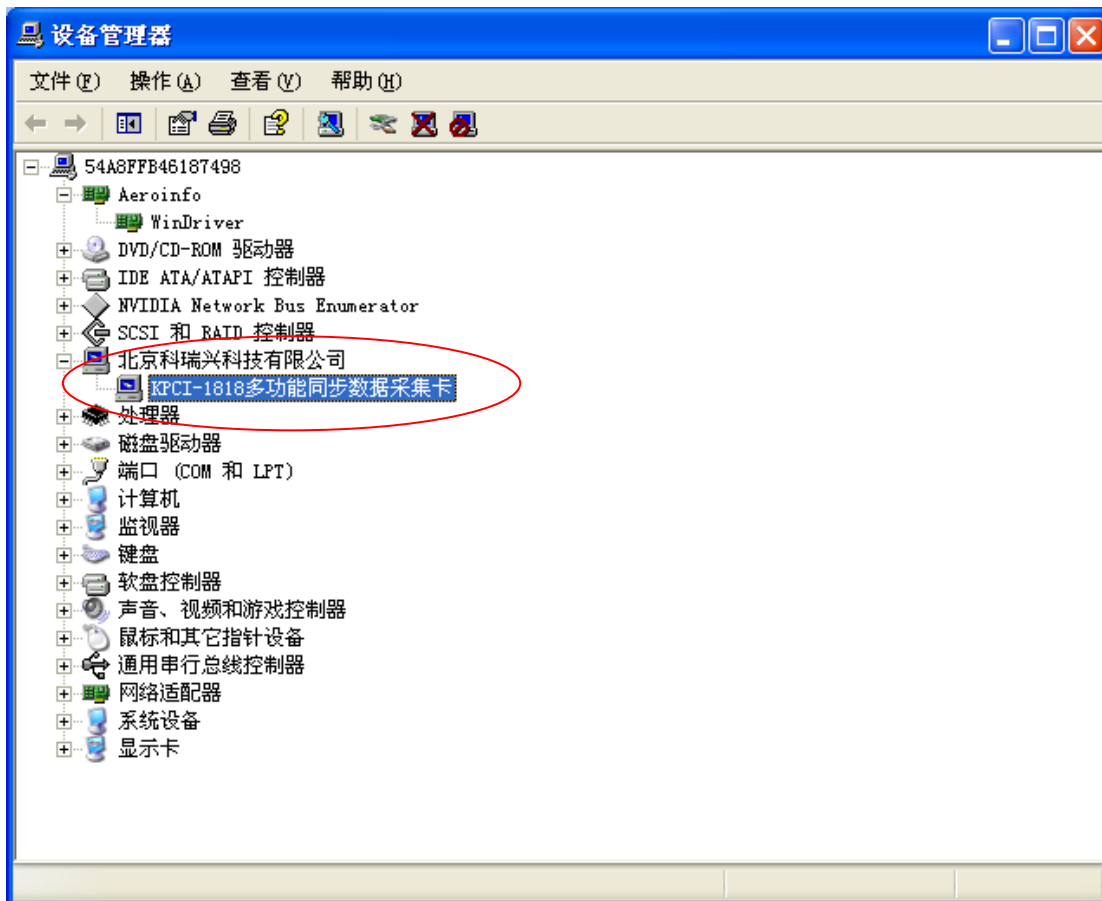 设备管理器
文件(F) 操作(A) 查看(V) 帮助(H)
54A8FFB46187498
Aeroinfo
WinDriver
DVD/CD-ROM 驱动器
IDE ATA/ATAPI 控制器
NVIDIA Network Bus Enumerator
SCSI 和 RAID 控制器
北京科瑞兴科技有限公司
KPCI-1818多功能同步数据采集卡
处理器
磁盘驱动器
端口 (COM 和 LPT)
计算机
监视器
键盘
软盘控制器
声音、视频和游戏控制器
鼠标和其它指针设备
通用串行总线控制器
网络适配器
系统设备
显示卡